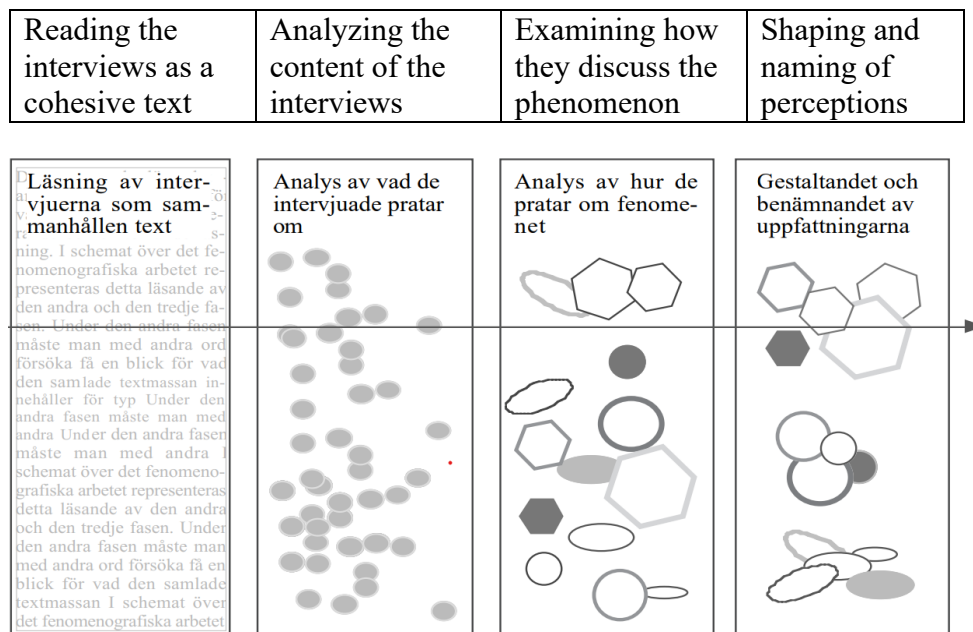 Reading the
interviews as a
cohesive text
Analyzing the
content of the
interviews
Examining how
they discuss the
phenomenon
Shaping and
naming of
perceptions
Läsning av inter-
vjuerna som sam-
manhållen text
ning. I schemat över det fe-
nomenografiska arbetet re-
presenteras detta läsande av
den andra och den tredje fa-
sen. Under den andra fasen
måste man med andra ord
försöka få en blick för vad
den samlade textmassan in-
nehåller för typ Under den
andra fasen måste man med
andra Under den andra fasen
måste man med andra I
schemat över det fenomeno-
grafiska arbetet representeras
detta läsande av den andra
och den tredje fasen. Under
den andra fasen måste man
med andra ord försöka få en
blick för vad den samlade
textmassan I schemat över
det fenomenografiska arbetet
Analys av vad de
intervjuade pratar
om
Analys av hur de
pratar om fenome-
net
Gestaltandet och
benämnandet av
uppfattningarna